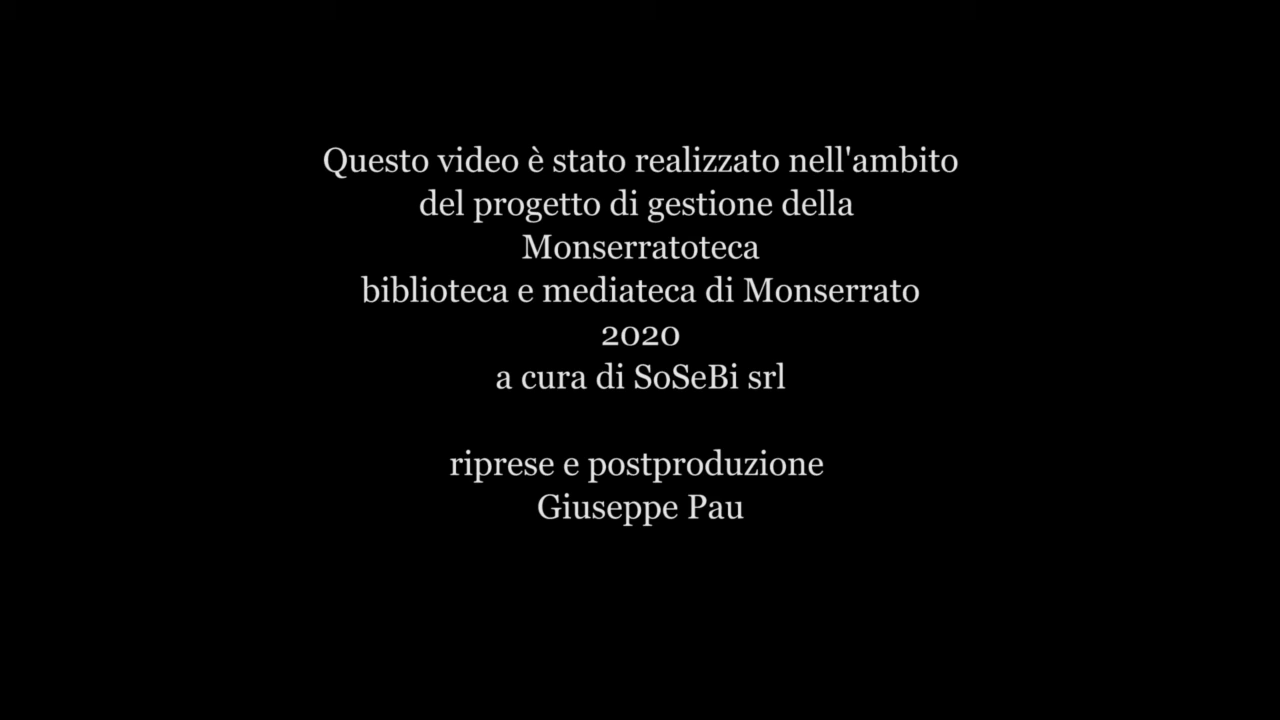 Questo video è stato realizzato nell'ambito
del progetto di gestione della
Monserratoteca
biblioteca e mediateca di Monserrato
2020
a cura di SoSeBi srl
riprese e postproduzione
Giuseppe Pau